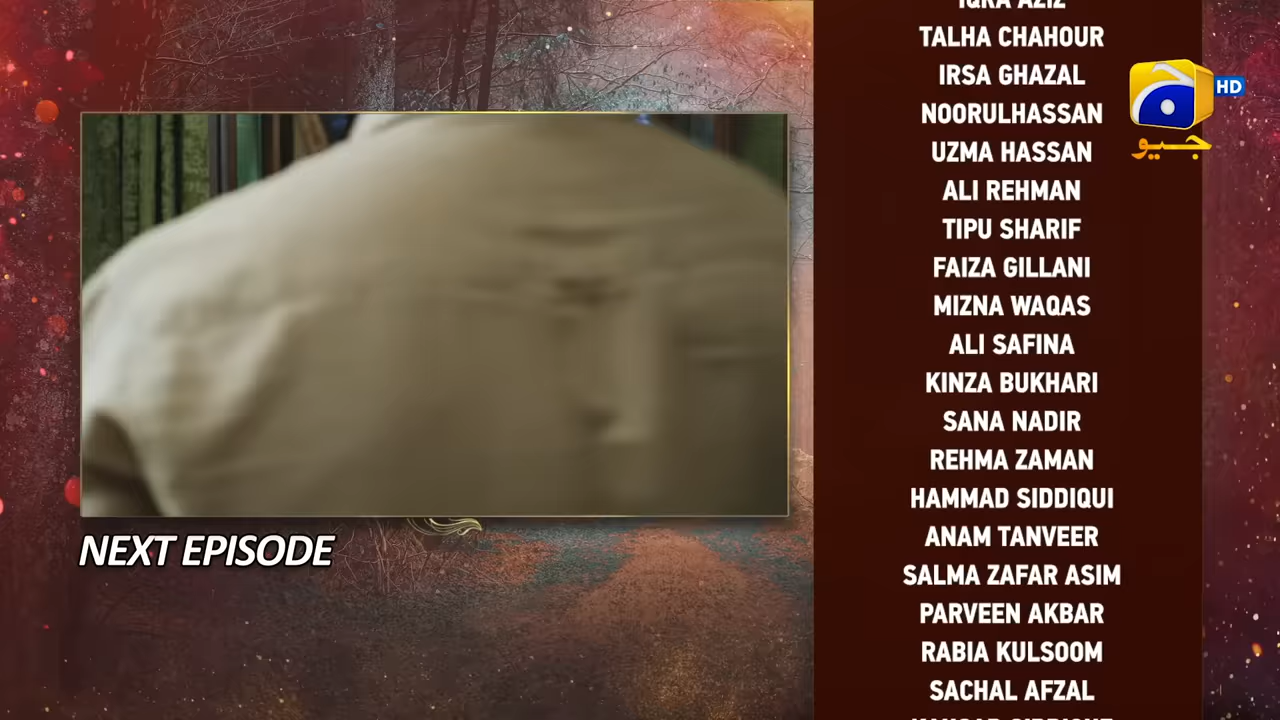 IQRA AZIZ
TALHA CHAHOUR
IRSA GHAZAL
NOORULHASSAN
UZMA HASSAN
ALI REHMAN
TIPU SHARIF
FAIZA GILLANI
MIZNA WAQAS
ALI SAFINA
KINZA BUKHARI
SANA NADIR
REHMA ZAMAN
HAMMAD SIDDIQUI
ANAM TANVEER
SALMA ZAFAR ASIM
PARVEEN AKBAR
RABIA KULSOOM
SACHAL AFZAL
HD
جیو
NEXT EPISODE